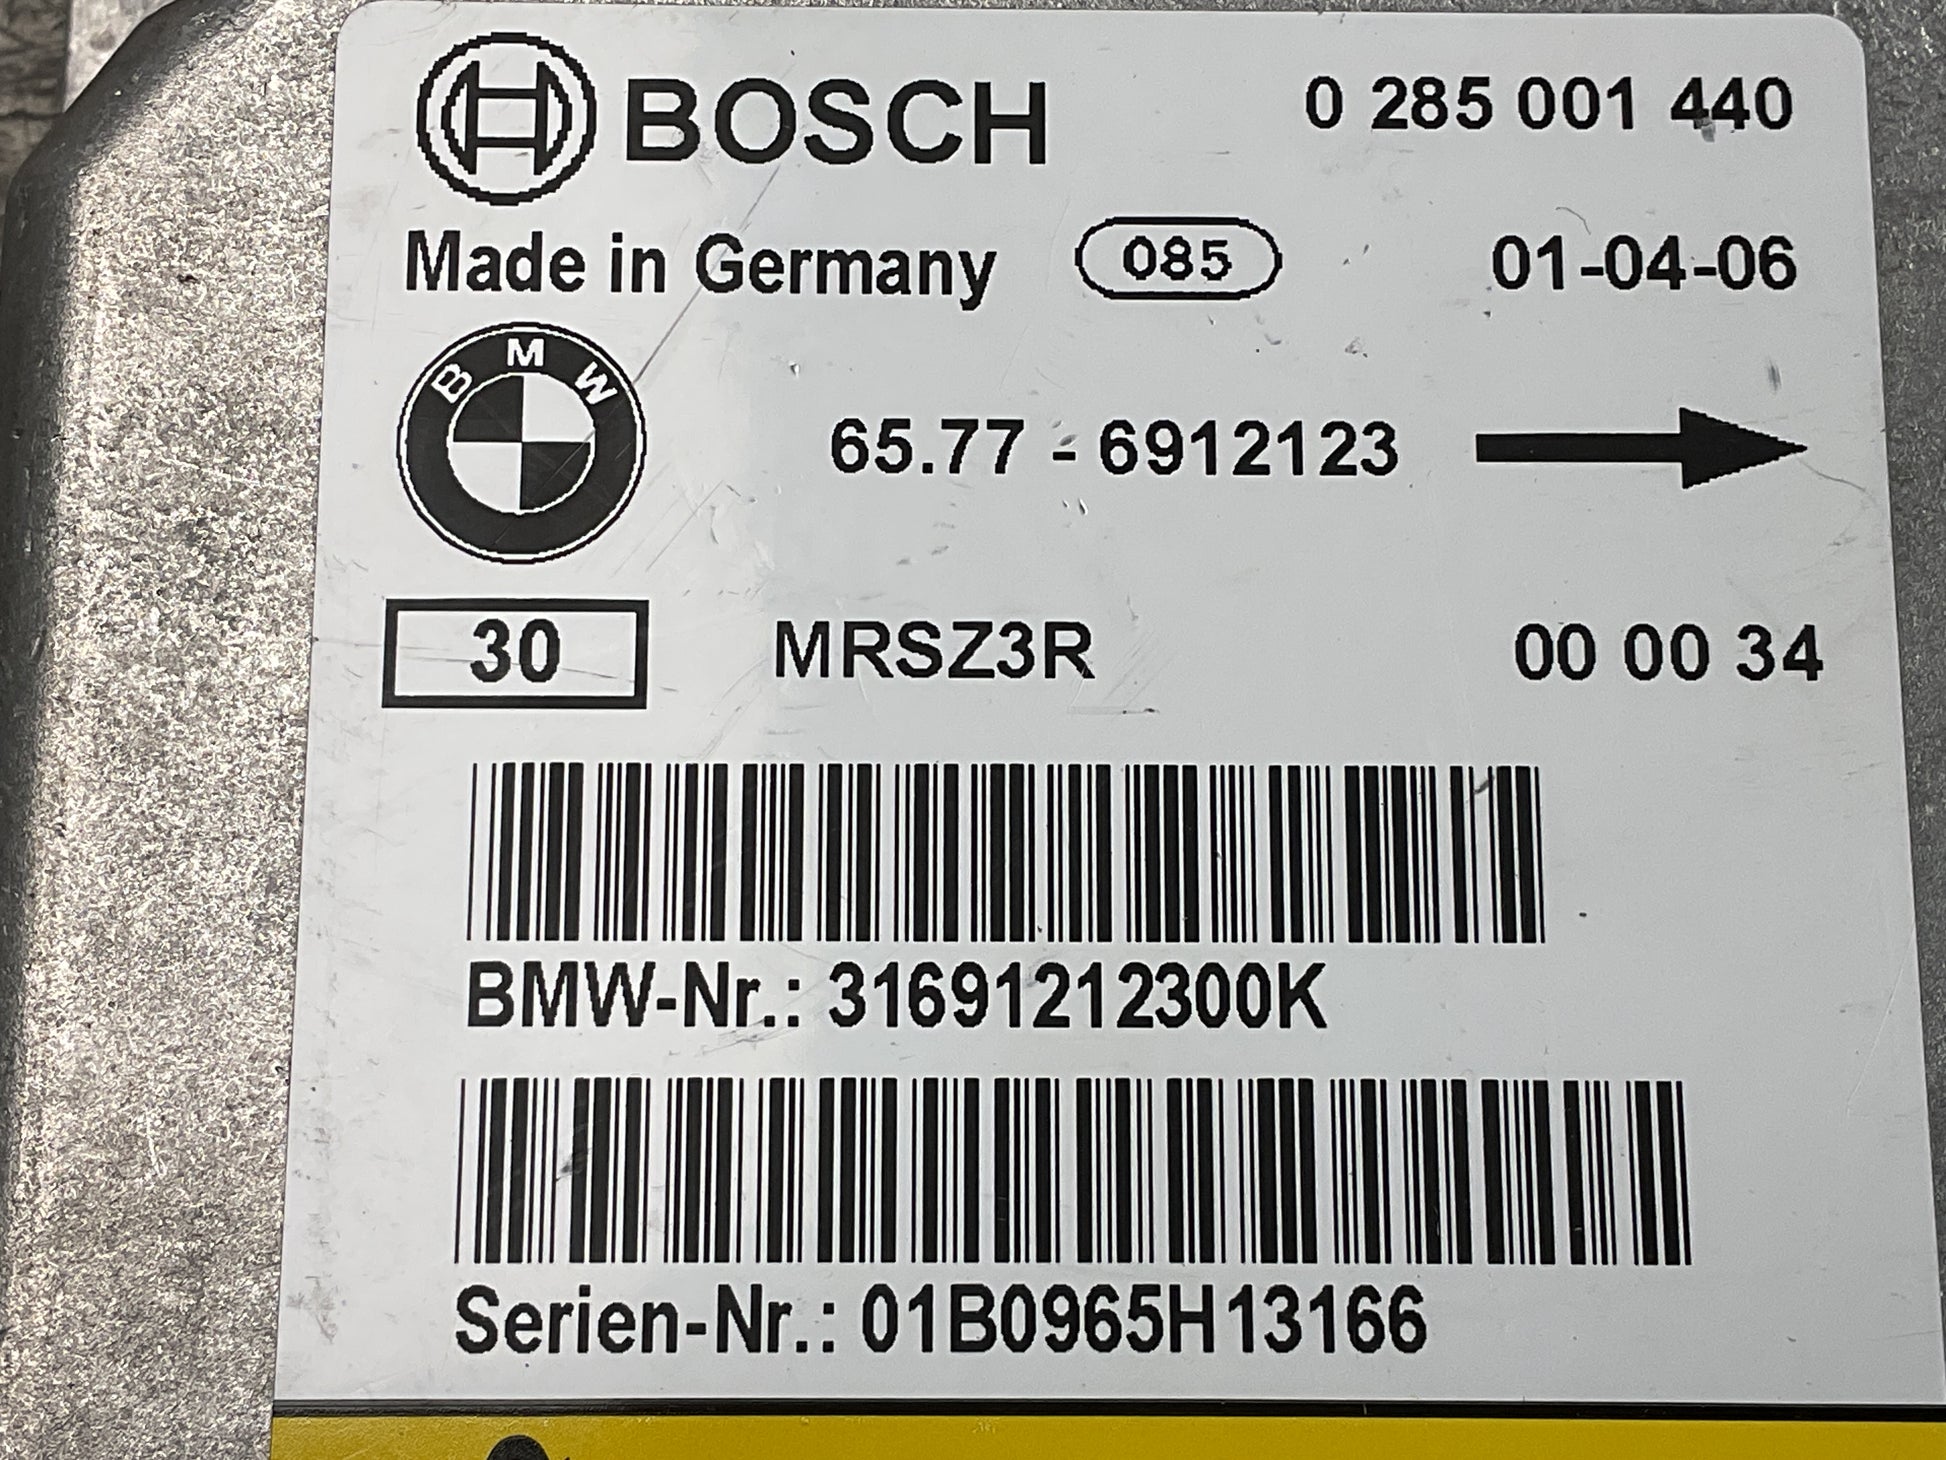 BOSCH 0 285 001 440
Made in Germany 085 01-04-06
BMW
65.77 - 6912123
30 MRSZ3R 00 00 34
BMW-Nr.: 31691212300K
Serien-Nr.: 01B0965H13166